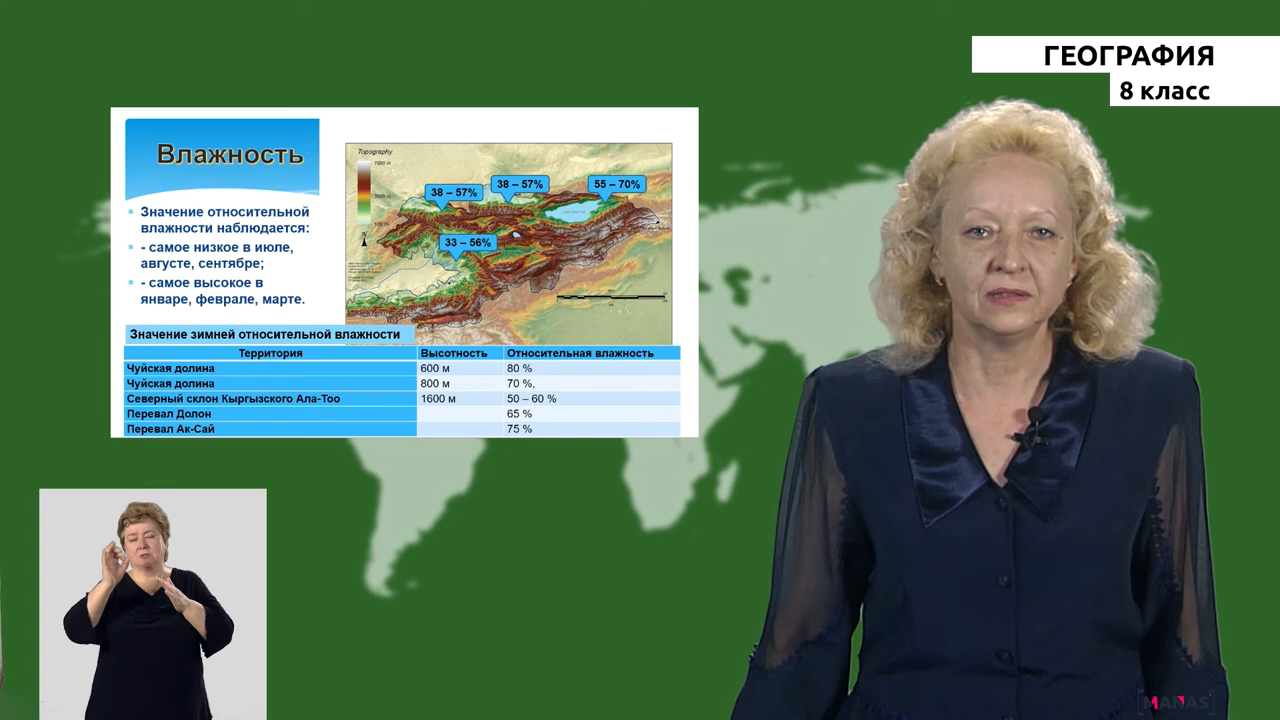 ГЕОГРАФИЯ
8 класс
Влажность
Topography
38 – 57%
38 – 57%
55 – 70%
33 – 56%
Значение относительной
влажности наблюдается:
- самое низкое в июле,
августе, сентябре;
- самое высокое в
январе, феврале, марте.
Значение зимней относительной влажности
Территория Высотность Относительная влажность
Чуйская долина 600 м 80 %
Чуйская долина 800 м 70 %,
Северный склон Кыргызского Ала-Тоо 1600 м 50 – 60 %
Перевал Долон 65 %
Перевал Ак-Сай 75 %
MANAS